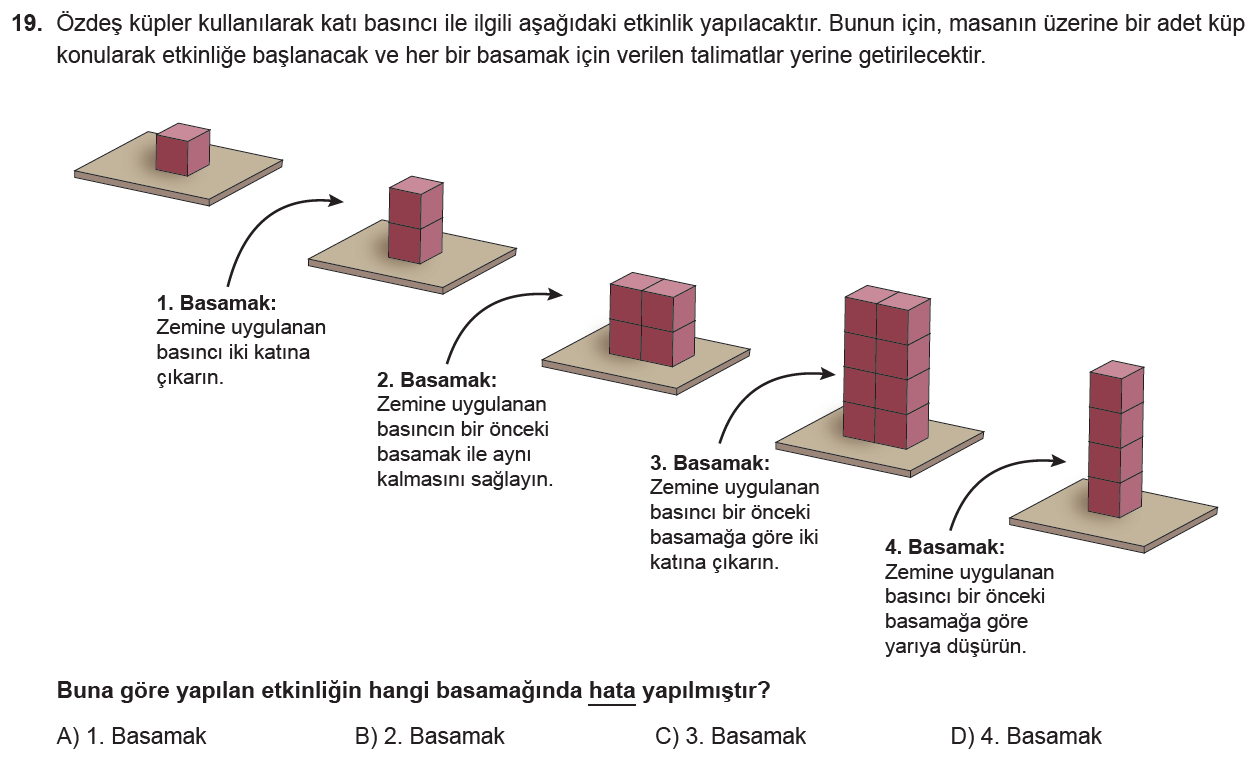 19. Özdeş küpler kullanılarak katı basıncı ile ilgili aşağıdaki etkinlik yapılacaktır. Bunun için, masanın üzerine bir adet küp
konularak etkinliğe başlanacak ve her bir basamak için verilen talimatlar yerine getirilecektir.
1. Basamak:
Zemine uygulanan
basıncı iki katına
çıkarın.
2. Basamak:
Zemine uygulanan
basıncın bir önceki
basamak ile aynı
kalmasını sağlayın.
3. Basamak:
Zemine uygulanan
basıncı bir önceki
basamağa göre iki
katına çıkarın.
4. Basamak:
Zemine uygulanan
basıncı bir önceki
basamağa göre
yarıya düşürün.
Buna göre yapılan etkinliğin hangi basamağında hata yapılmıştır?
A) 1. Basamak B) 2. Basamak C) 3. Basamak D) 4. Basamak